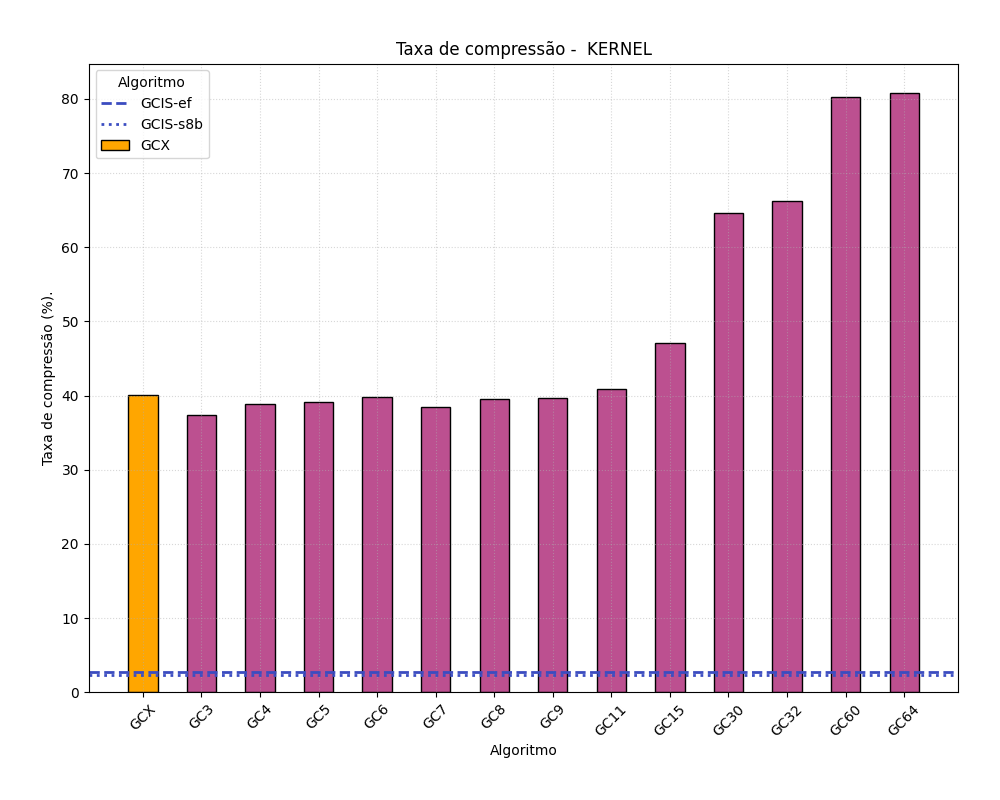 Taxa de compressão -  KERNEL
Algoritmo
GCIS-ef
GCIS-s8b
GCX
Taxa de compressão (%).
80
70
60
50
40
30
20
10
0
GCX
GC3
GC4
GC5
GC6
GC7
GC8
GC9
GC11
GC15
GC30
GC32
GC60
GC64
Algoritmo